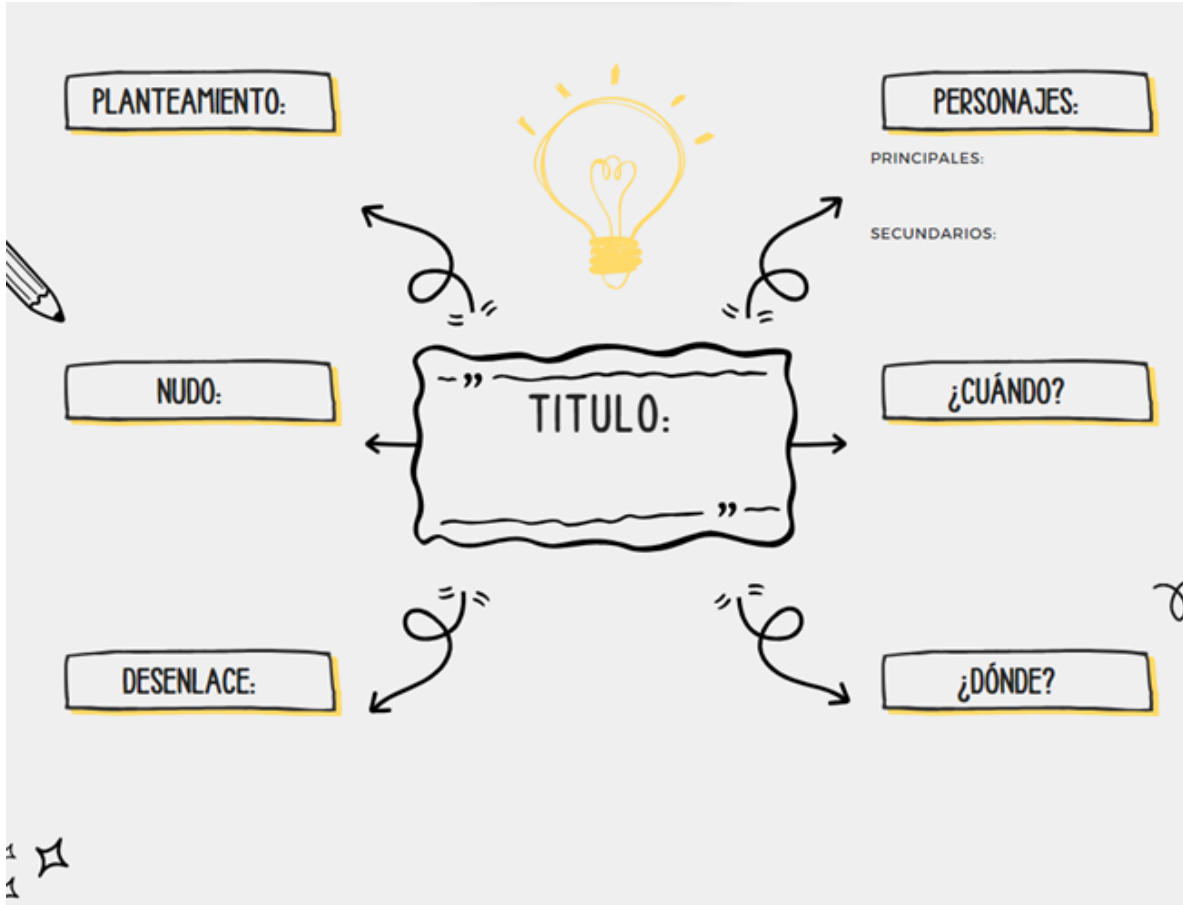 PLANTEAMIENTO:
PERSONAJES:
PRINCIPALES:
SECUNDARIOS:
NUDO:
TITULO:
¿CUÁNDO?
DESENLACE:
¿DÓNDE?